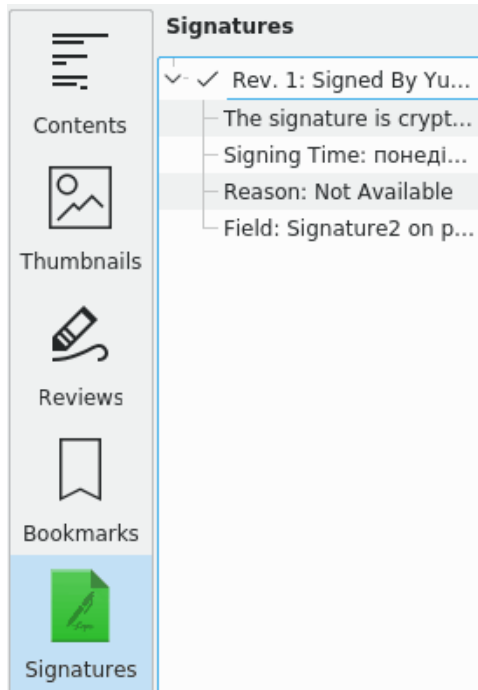 Contents
Thumbnails
Reviews
Bookmarks
Signatures
Signatures
Rev. 1: Signed By Yu...
The signature is crypt...
Signing Time: понеді...
Reason: Not Available
Field: Signature2 on p...